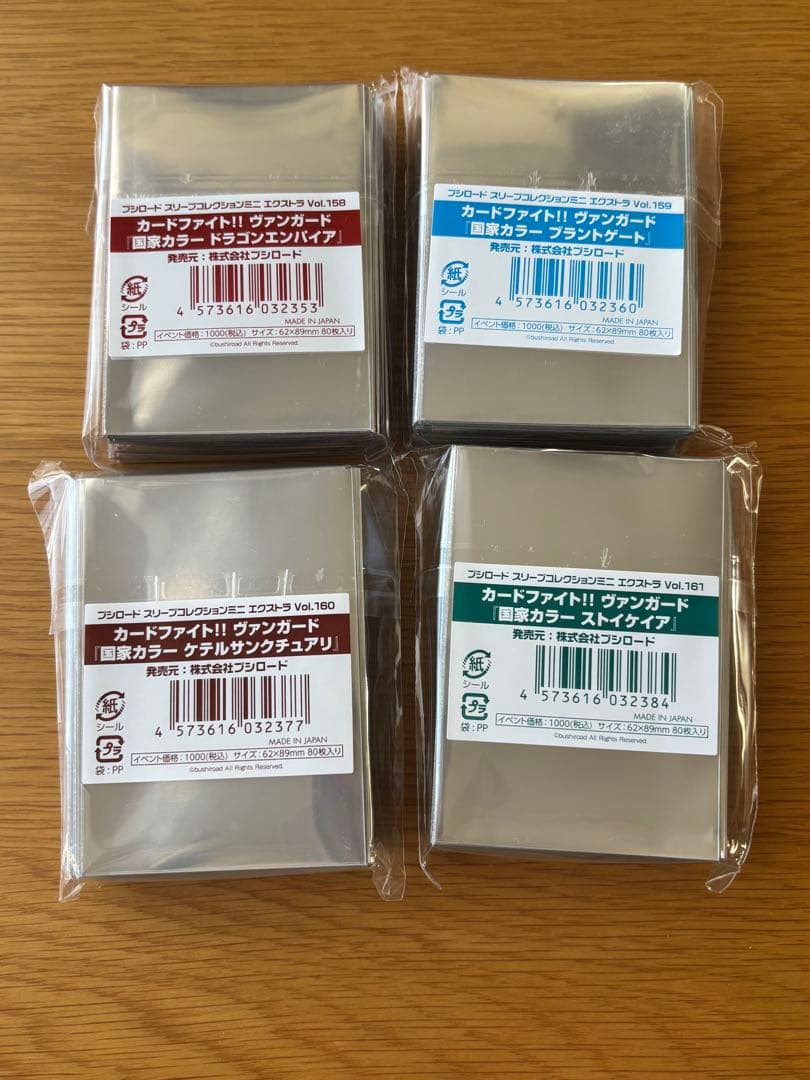 ブシロード スリーブコレクションミニ エクストラ Vol.158
カードファイト!! ヴァンガード
『国家カラー ドラゴンエンパイア』
発売元：株式会社ブシロード
紙
シール
4 573616 032353
プラ
袋：PP
MADE IN JAPAN
イベント価格：1000(税込) サイズ：62×89mm 80枚入り
©bushiroad All Rights Reserved.
ブシロード スリーブコレクションミニ エクストラ Vol.159
カードファイト!! ヴァンガード
『国家カラー ブラントゲート』
発売元：株式会社ブシロード
紙
シール
4 573616 032360
プラ
袋：PP
MADE IN JAPAN
イベント価格：1000(税込) サイズ：62×89mm 80枚入り
©bushiroad All Rights Reserved.
ブシロード スリーブコレクションミニ エクストラ Vol.160
カードファイト!! ヴァンガード
『国家カラー ケテルサンクチュアリ』
発売元：株式会社ブシロード
紙
シール
4 573616 032377
プラ
袋：PP
MADE IN JAPAN
イベント価格：1000(税込) サイズ：62×89mm 80枚入り
©bushiroad All Rights Reserved.
ブシロード スリーブコレクションミニ エクストラ Vol.161
カードファイト!! ヴァンガード
『国家カラー ストイケイア』
発売元：株式会社ブシロード
紙
シール
4 573616 032384
プラ
袋：PP
MADE IN JAPAN
イベント価格：1000(税込) サイズ：62×89mm 80枚入り
©bushiroad All Rights Reserved.